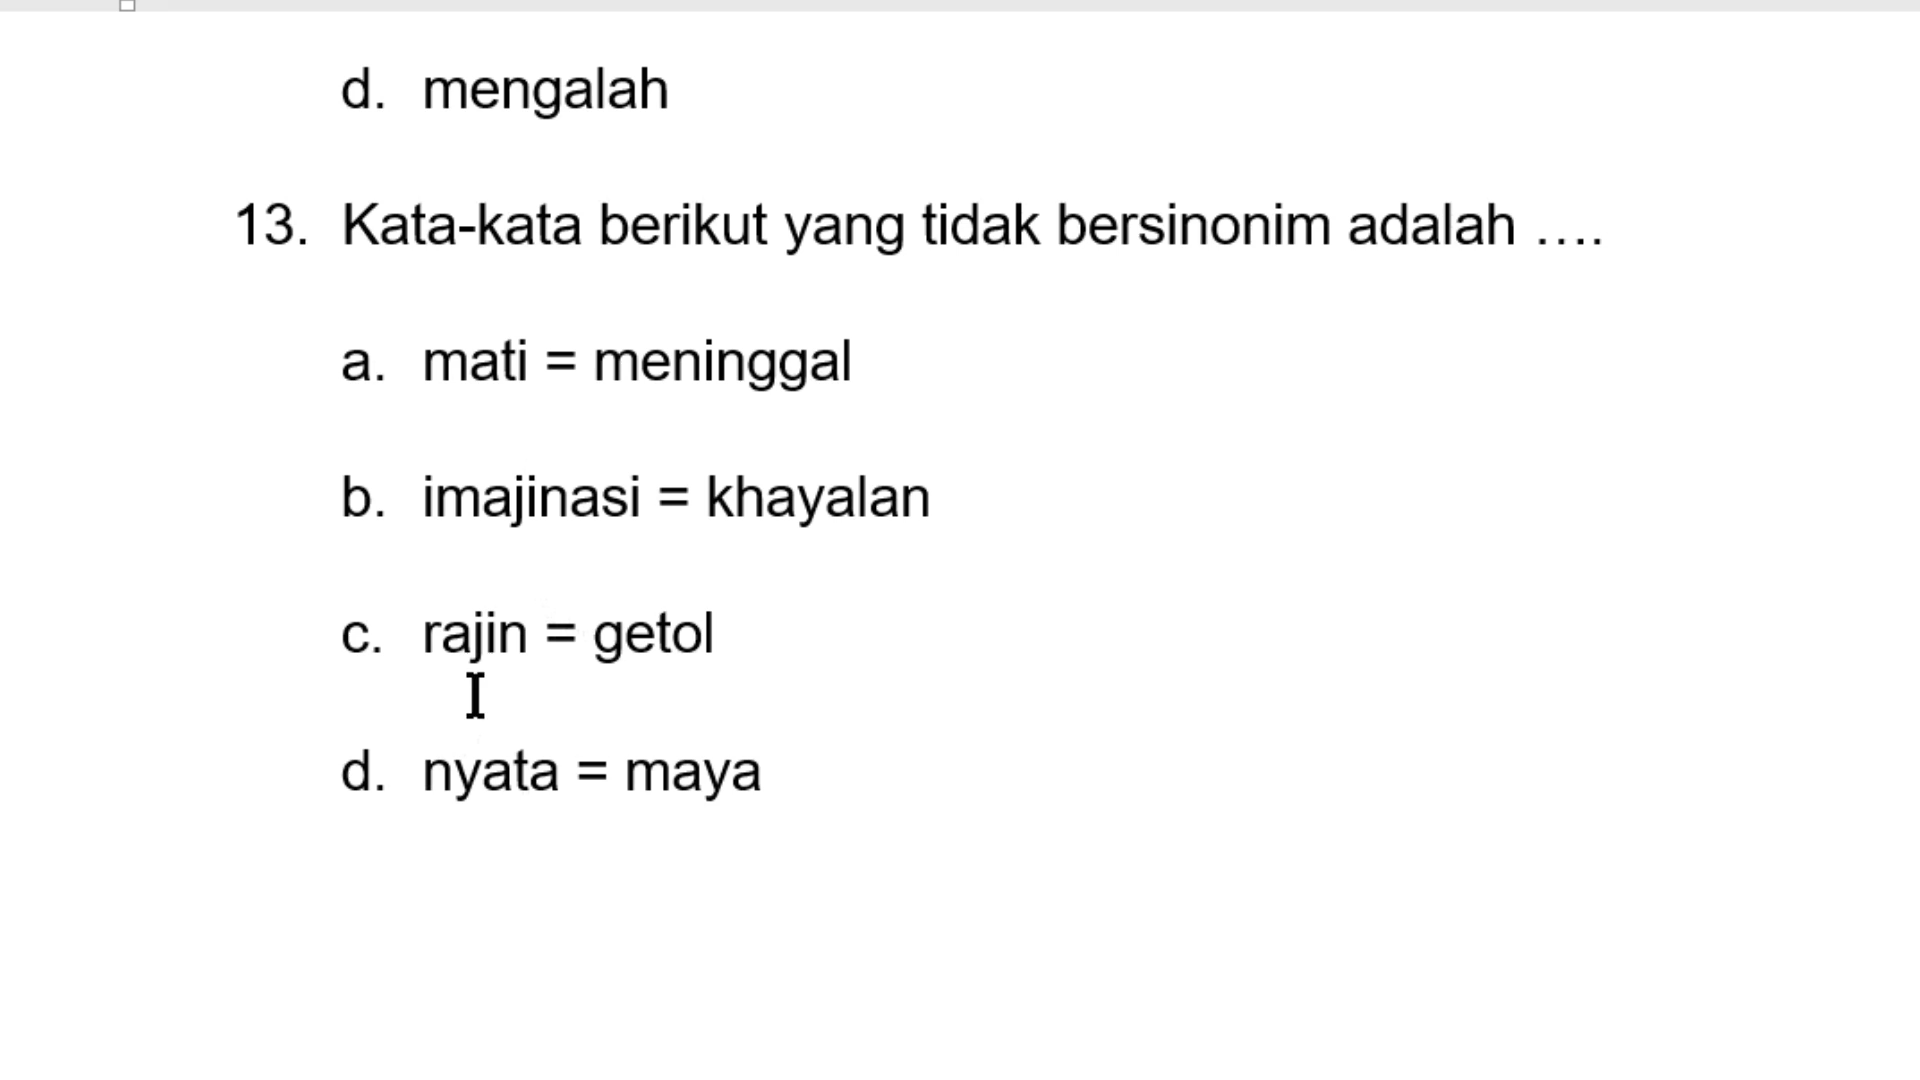 d. mengalah
13. Kata-kata berikut yang tidak bersinonim adalah ….
a. mati = meninggal
b. imajinasi = khayalan
c. rajin = getol
d. nyata = maya